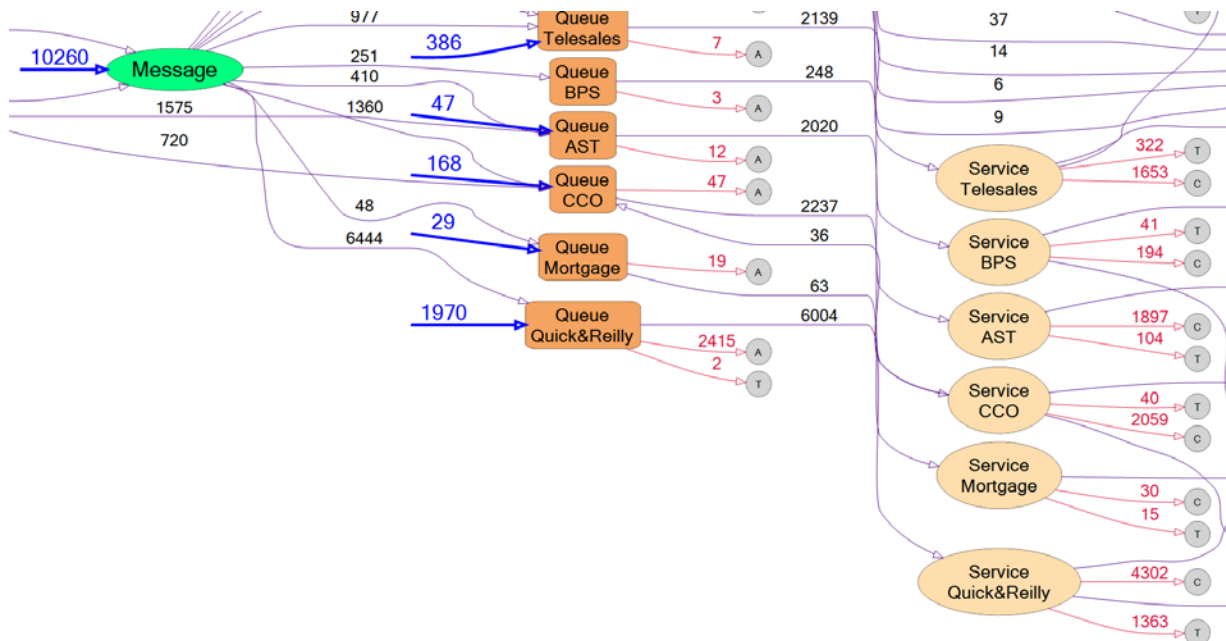 977
Queue
Telesales
2139
37
386
7
A
14
10260
Message
251
Queue
BPS
248
6
410
3
A
9
1575
1360
47
Queue
AST
2020
720
12
A
Service
Telesales
322
T
1653
C
168
Queue
CCO
47
A
2237
48
29
36
Service
BPS
41
T
194
C
6444
Queue
Mortgage
19
A
63
1970
Queue
Quick&Reilly
6004
Service
AST
1897
C
104
T
2415
A
2
T
Service
CCO
40
T
2059
C
Service
Mortgage
30
C
15
T
Service
Quick&Reilly
4302
C
1363
T